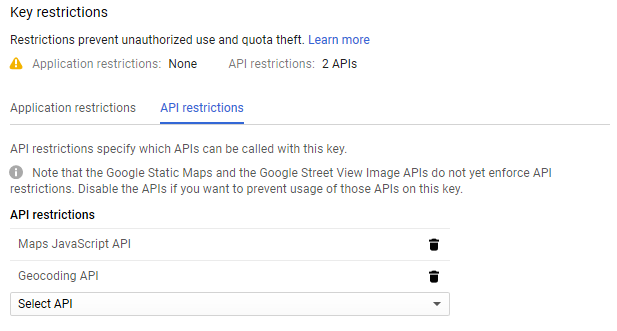 Key restrictions
Restrictions prevent unauthorized use and quota theft. Learn more
Application restrictions: None API restrictions: 2 APIs
Application restrictions API restrictions
API restrictions specify which APIs can be called with this key.
Note that the Google Static Maps and the Google Street View Image APIs do not yet enforce API
restrictions. Disable the APIs if you want to prevent usage of those APIs on this key.
API restrictions
Maps JavaScript API
Geocoding API
Select API